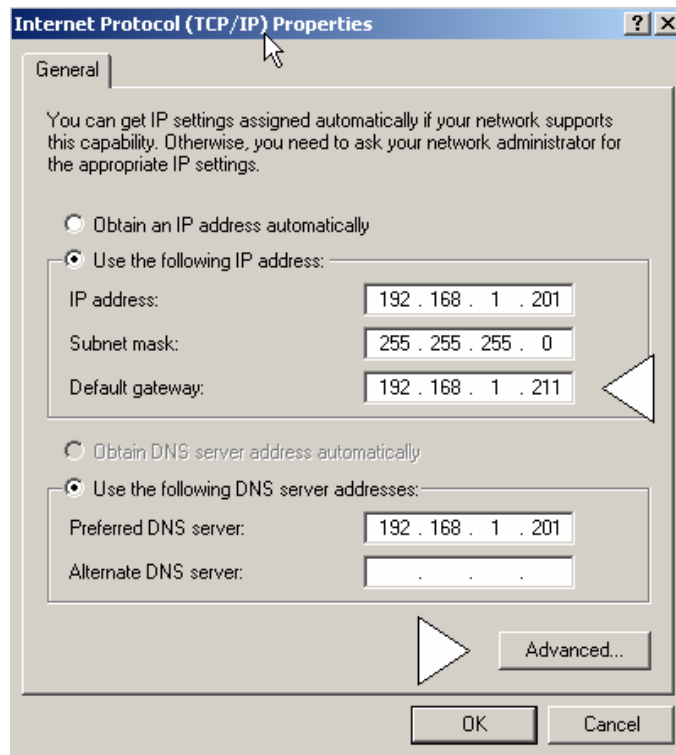 Internet Protocol (TCP/IP) Properties
? X
General
You can get IP settings assigned automatically if your network supports
this capability. Otherwise, you need to ask your network administrator for
the appropriate IP settings.
Obtain an IP address automatically
Use the following IP address:
IP address: 192 . 168 . 1 . 201
Subnet mask: 255 . 255 . 255 . 0
Default gateway: 192 . 168 . 1 . 211
Obtain DNS server address automatically
Use the following DNS server addresses:
Preferred DNS server: 192 . 168 . 1 . 201
Alternate DNS server: . . .
Advanced...
OK Cancel